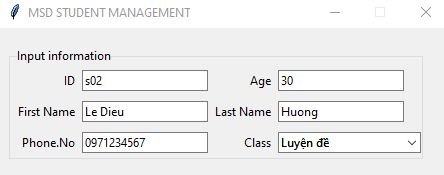 MSD STUDENT MANAGEMENT
Input information
ID s02 Age 30
First Name Le Dieu Last Name Huong
Phone.No 0971234567 Class Luyện đề